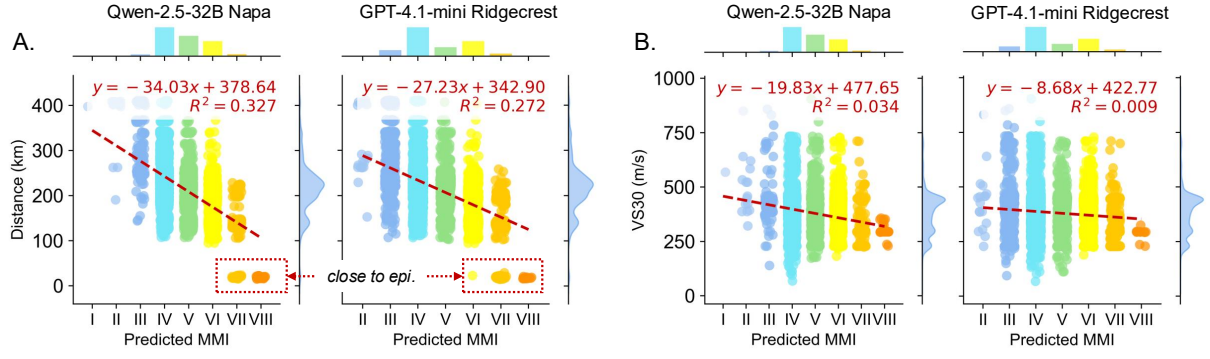 A.
Qwen-2.5-32B Napa
GPT-4.1-mini Ridgecrest
y = −34.03x + 378.64
R² = 0.327
y = −27.23x + 342.90
R² = 0.272
Distance (km)
400
300
200
100
0
close to epi.
I II III IV V VI VII VIII
II III IV V VI VII VIII
Predicted MMI
Predicted MMI
B.
Qwen-2.5-32B Napa
GPT-4.1-mini Ridgecrest
y = −19.83x + 477.65
R² = 0.034
y = −8.68x + 422.77
R² = 0.009
VS30 (m/s)
1000
750
500
250
0
I II III IV V VI VII VIII
II III IV V VI VII VIII
Predicted MMI
Predicted MMI